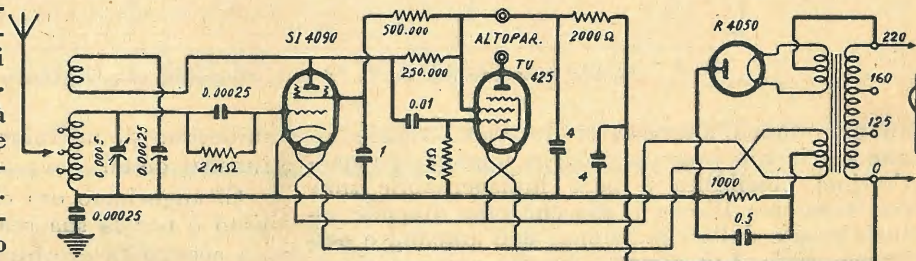 SI 4090
500.000
ALTOPAR.
2000 Ω
R 4050
220
160
125
0
250.000
TU
425
0.00025
0.01
.0005
0.00025
2 MΩ
1
1 MΩ
4
4
1000
0.5
0.00025
i
r
a
e
l
r
o